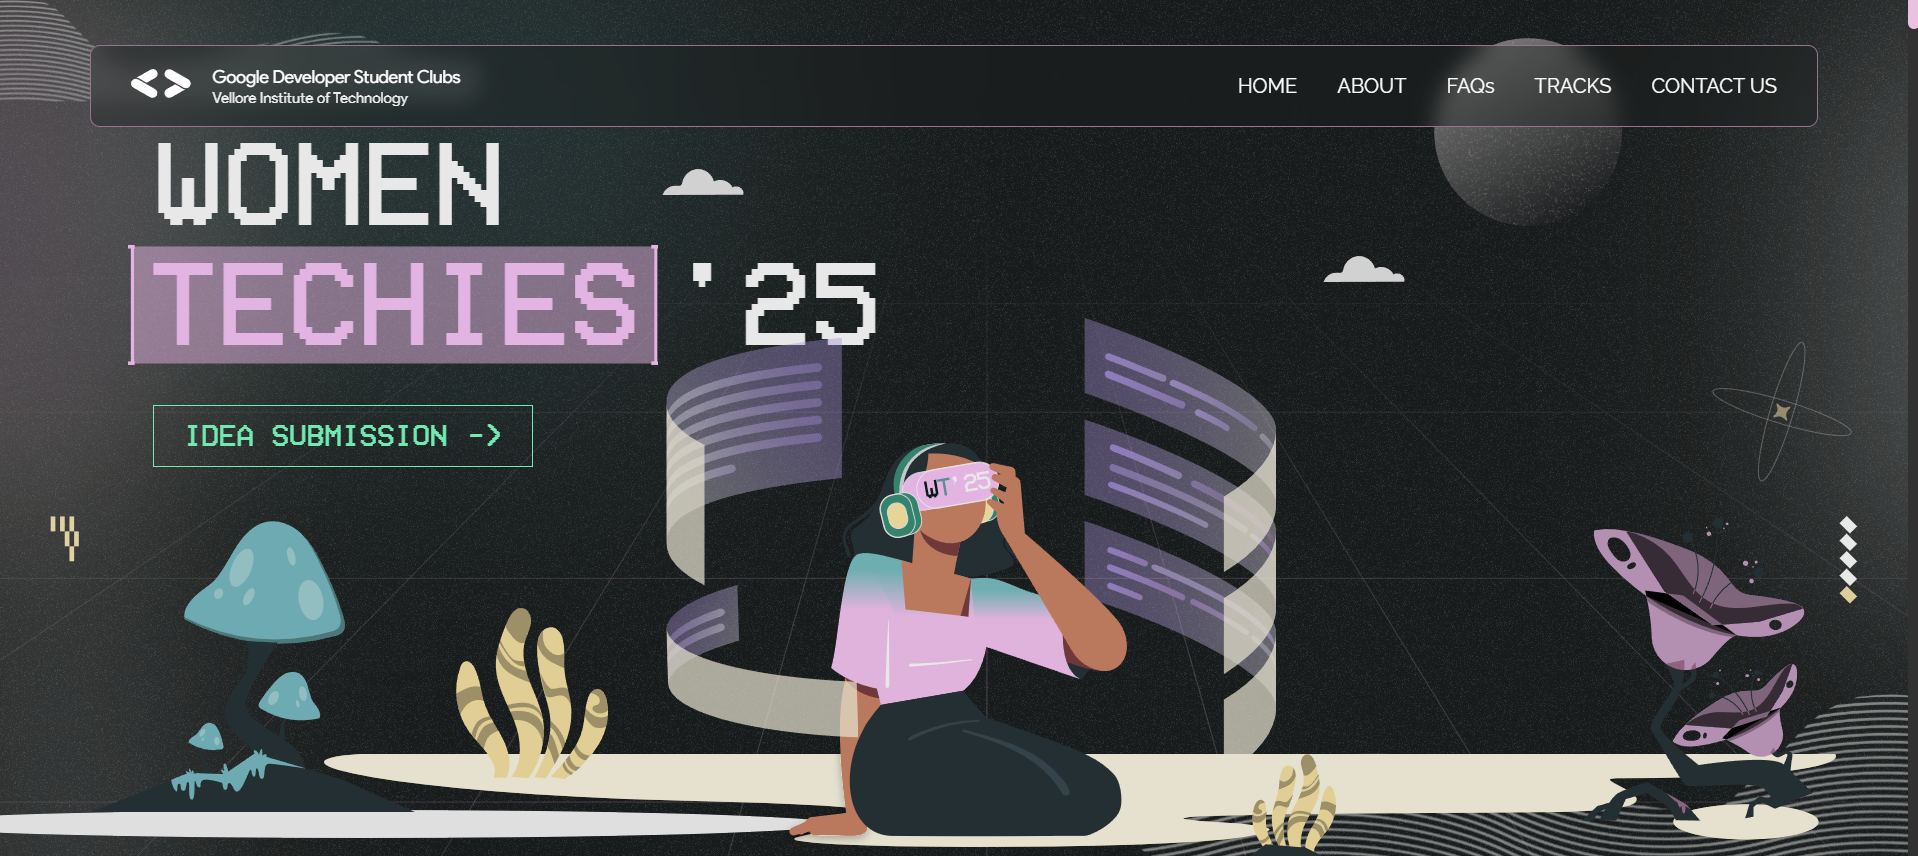 Google Developer Student Clubs
Vellore Institute of Technology
HOME ABOUT FAQs TRACKS CONTACT US
WOMEN
TECHIES '25
IDEA SUBMISSION ->
WT'25